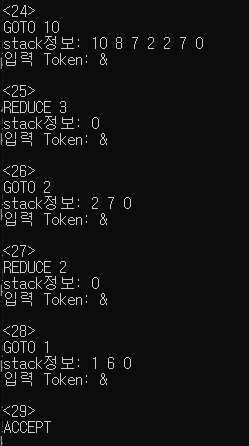 <24>
GOTO 10
stack정보: 10 8 7 2 2 7 0
입력 Token: &
<25>
REDUCE 3
stack정보: 0
입력 Token: &
<26>
GOTO 2
stack정보: 2 7 0
입력 Token: &
<27>
REDUCE 2
stack정보: 0
입력 Token: &
<28>
GOTO 1
stack정보: 1 6 0
입력 Token: &
<29>
ACCEPT